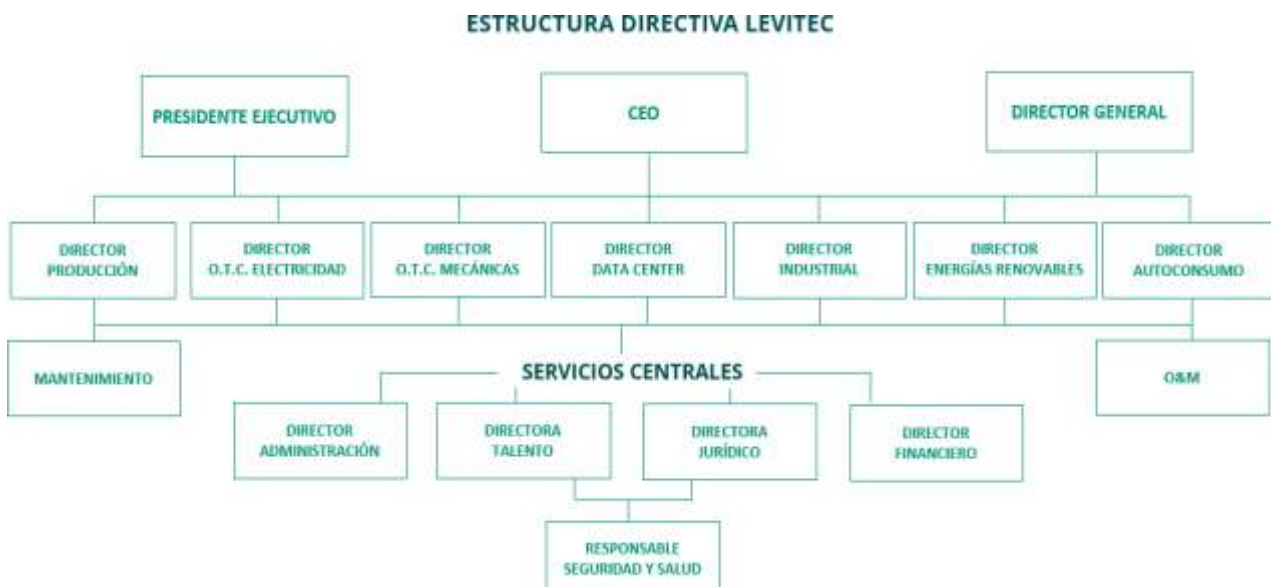 ESTRUCTURA DIRECTIVA LEVITEC
PRESIDENTE EJECUTIVO
CEO
DIRECTOR GENERAL
DIRECTOR
PRODUCCIÓN
DIRECTOR
O.T.C. ELECTRICIDAD
DIRECTOR
O.T.C. MECÁNICAS
DIRECTOR
DATA CENTER
DIRECTOR
INDUSTRIAL
DIRECTOR
ENERGÍAS RENOVABLES
DIRECTOR
AUTOCONSUMO
MANTENIMIENTO
SERVICIOS CENTRALES
O&M
DIRECTOR
ADMINISTRACIÓN
DIRECTORA
TALENTO
DIRECTORA
JURÍDICO
DIRECTOR
FINANCIERO
RESPONSABLE
SEGURIDAD Y SALUD